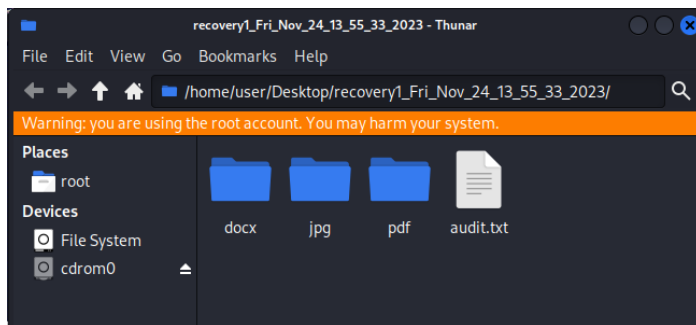 recovery1_Fri_Nov_24_13_55_33_2023 - Thunar
File Edit View Go Bookmarks Help
/home/user/Desktop/recovery1_Fri_Nov_24_13_55_33_2023/
Warning: you are using the root account. You may harm your system.
Places
root
Devices
File System
cdrom0
docx jpg pdf audit.txt